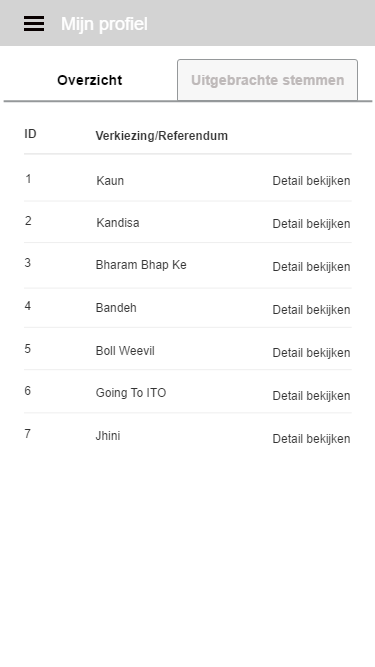 Mijn profiel
Overzicht Uitgebrachte stemmen
ID Verkiezing/Referendum
1 Kaun Detail bekijken
2 Kandisa Detail bekijken
3 Bharam Bhap Ke Detail bekijken
4 Bandeh Detail bekijken
5 Boll Weevil Detail bekijken
6 Going To ITO Detail bekijken
7 Jhini Detail bekijken